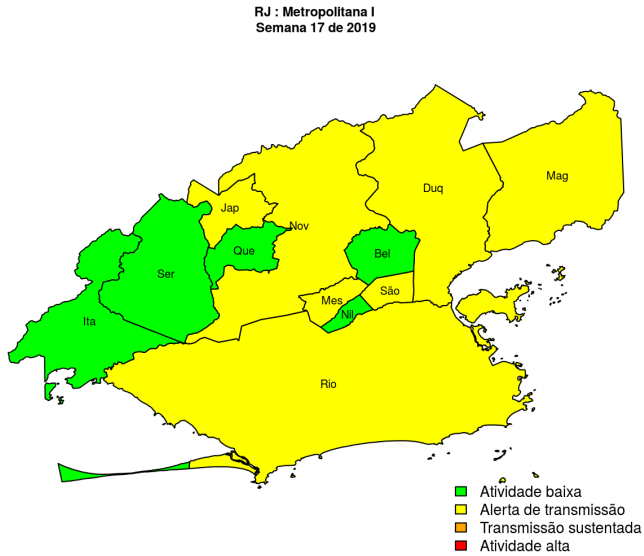 RJ : Metropolitana I
Semana 17 de 2019
Mag
Duq
Jap
Nov
Que
Bel
Ser
São
Mes
Nil
Ita
Rio
Atividade baixa
Alerta de transmissão
Transmissão sustentada
Atividade alta